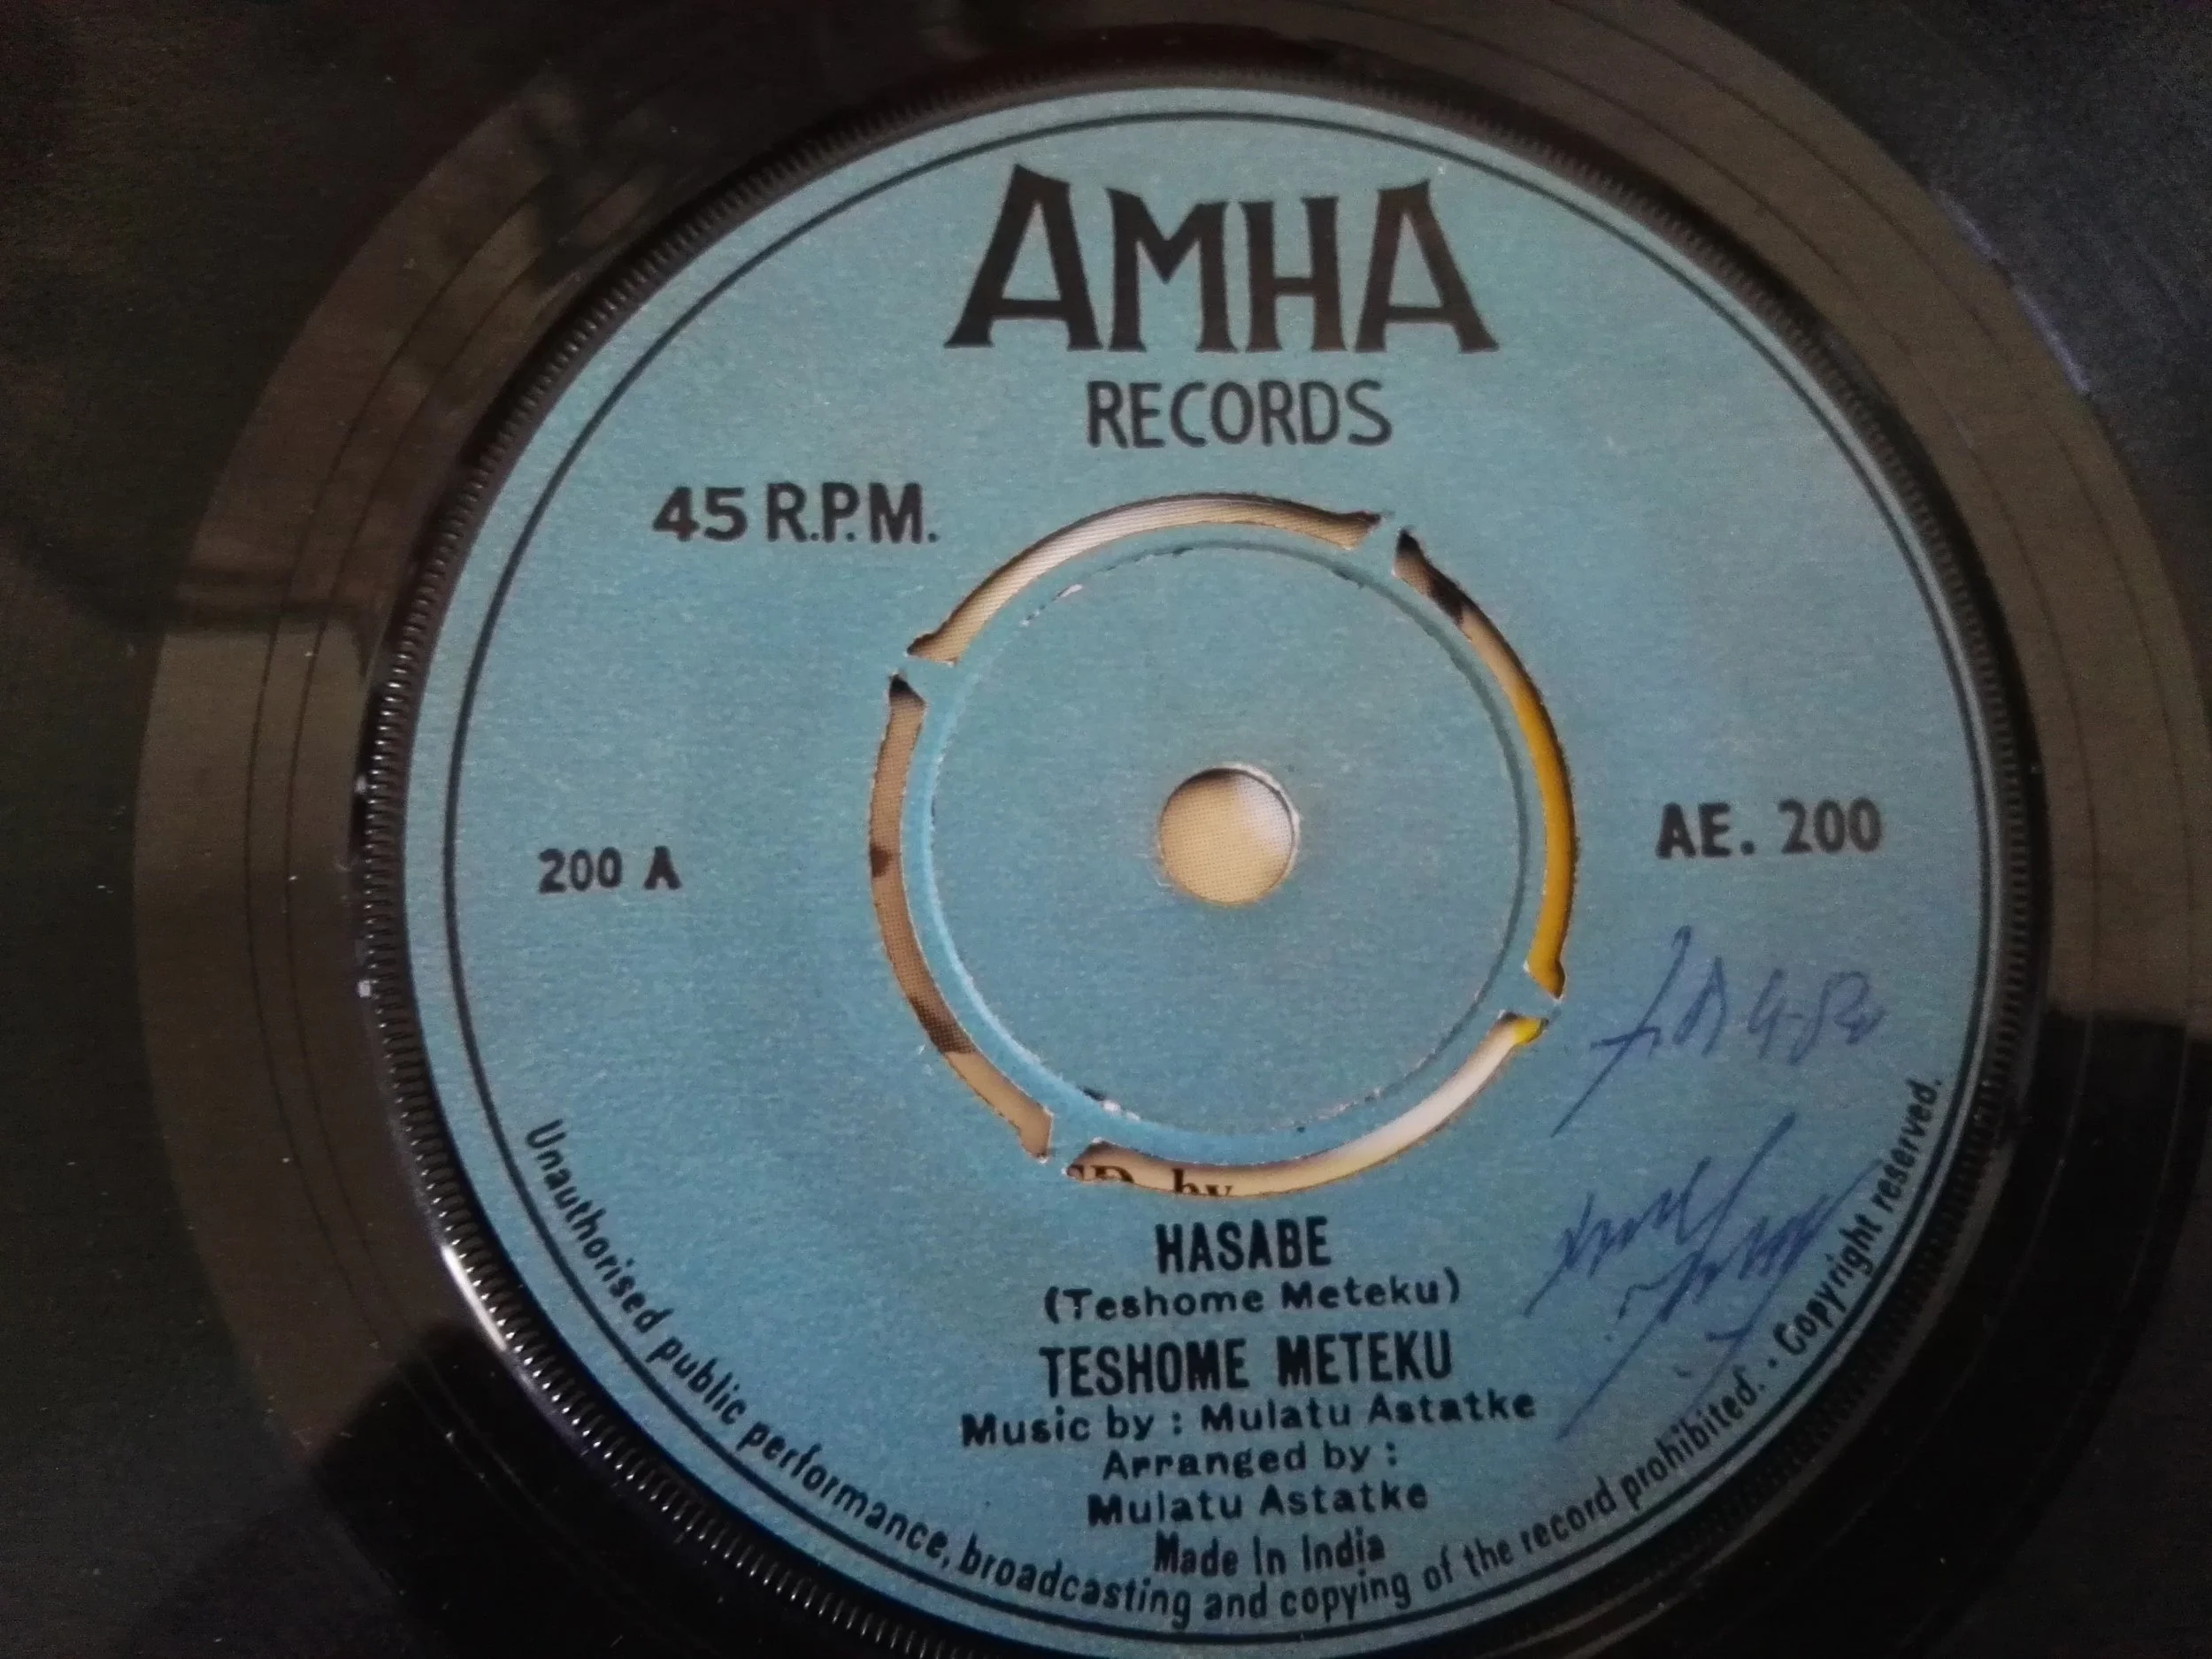 AMHA
RECORDS
45 R.P.M.
200 A
AE. 200
by
HASABE
(Teshome Meteku)
TESHOME METEKU
Music by : Mulatu Astatke
Arranged by :
Mulatu Astatke
Made In India
Unauthorised public performance, broadcasting and copying of the record prohibited. • Copyright reserved.